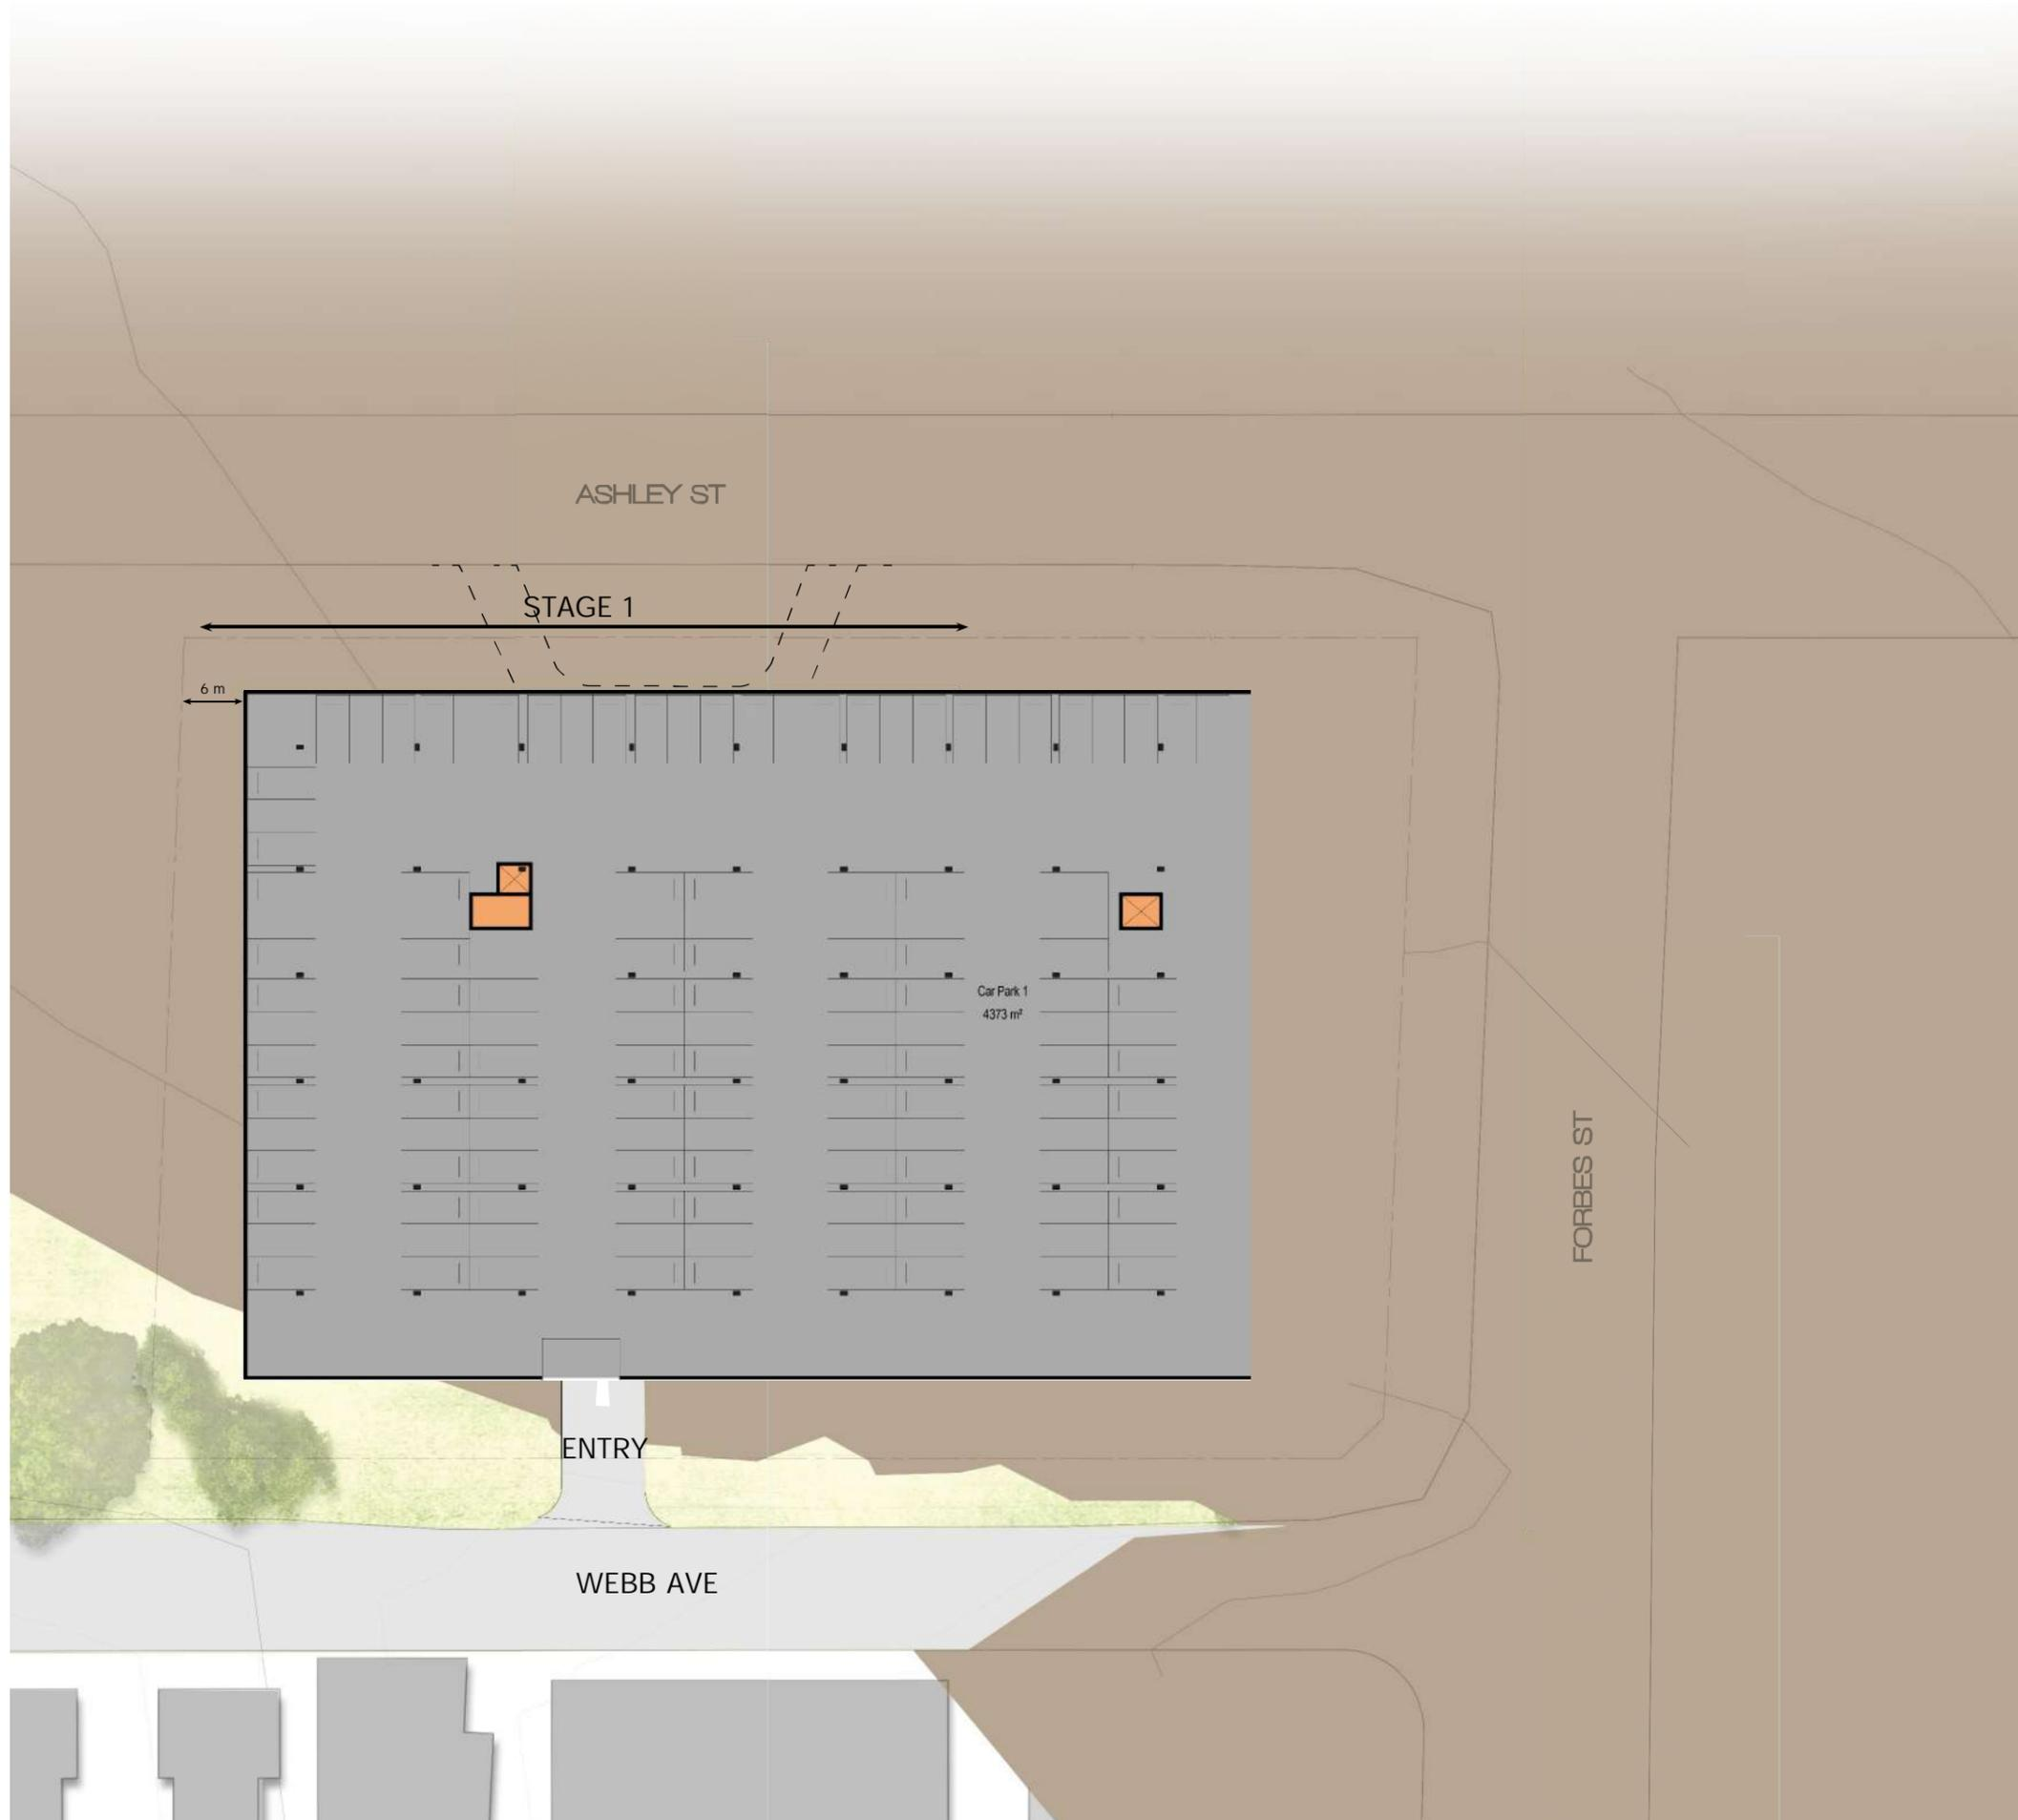 ASHLEY ST
STAGE 1
6 m
Car Park 1
4373 m²
FORBES ST
ENTRY
WEBB AVE